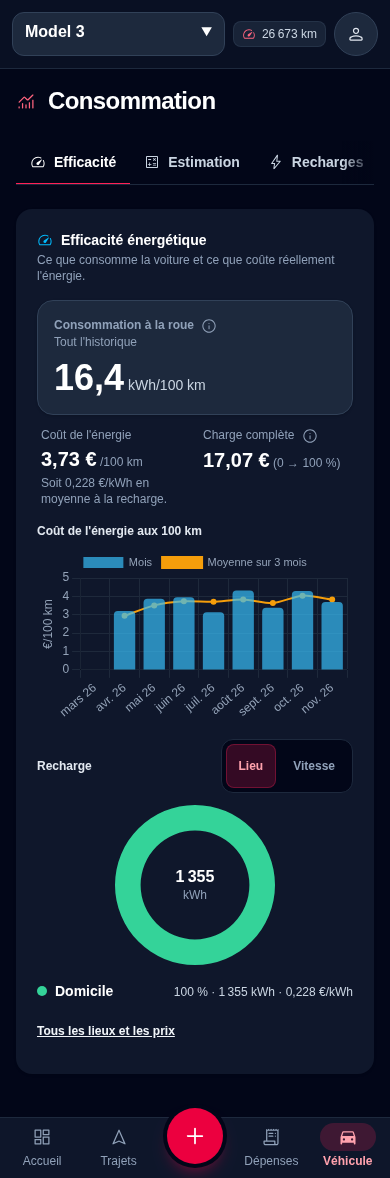 Model 3
26 673 km
Consommation
Efficacité
Estimation
Recharges
Efficacité énergétique
Ce que consomme la voiture et ce que coûte réellement
l'énergie.
Consommation à la roue
Tout l'historique
16,4 kWh/100 km
Coût de l'énergie
Charge complète
3,73 € /100 km
17,07 € (0 → 100 %)
Soit 0,228 €/kWh en
moyenne à la recharge.
Coût de l'énergie aux 100 km
Mois
Moyenne sur 3 mois
€/100 km
5
4
3
2
1
0
mars 26
avr. 26
mai 26
juin 26
juil. 26
août 26
sept. 26
oct. 26
nov. 26
Recharge
Lieu
Vitesse
1 355
kWh
Domicile
100 % · 1 355 kWh · 0,228 €/kWh
Tous les lieux et les prix
Accueil
Trajets
Dépenses
Véhicule